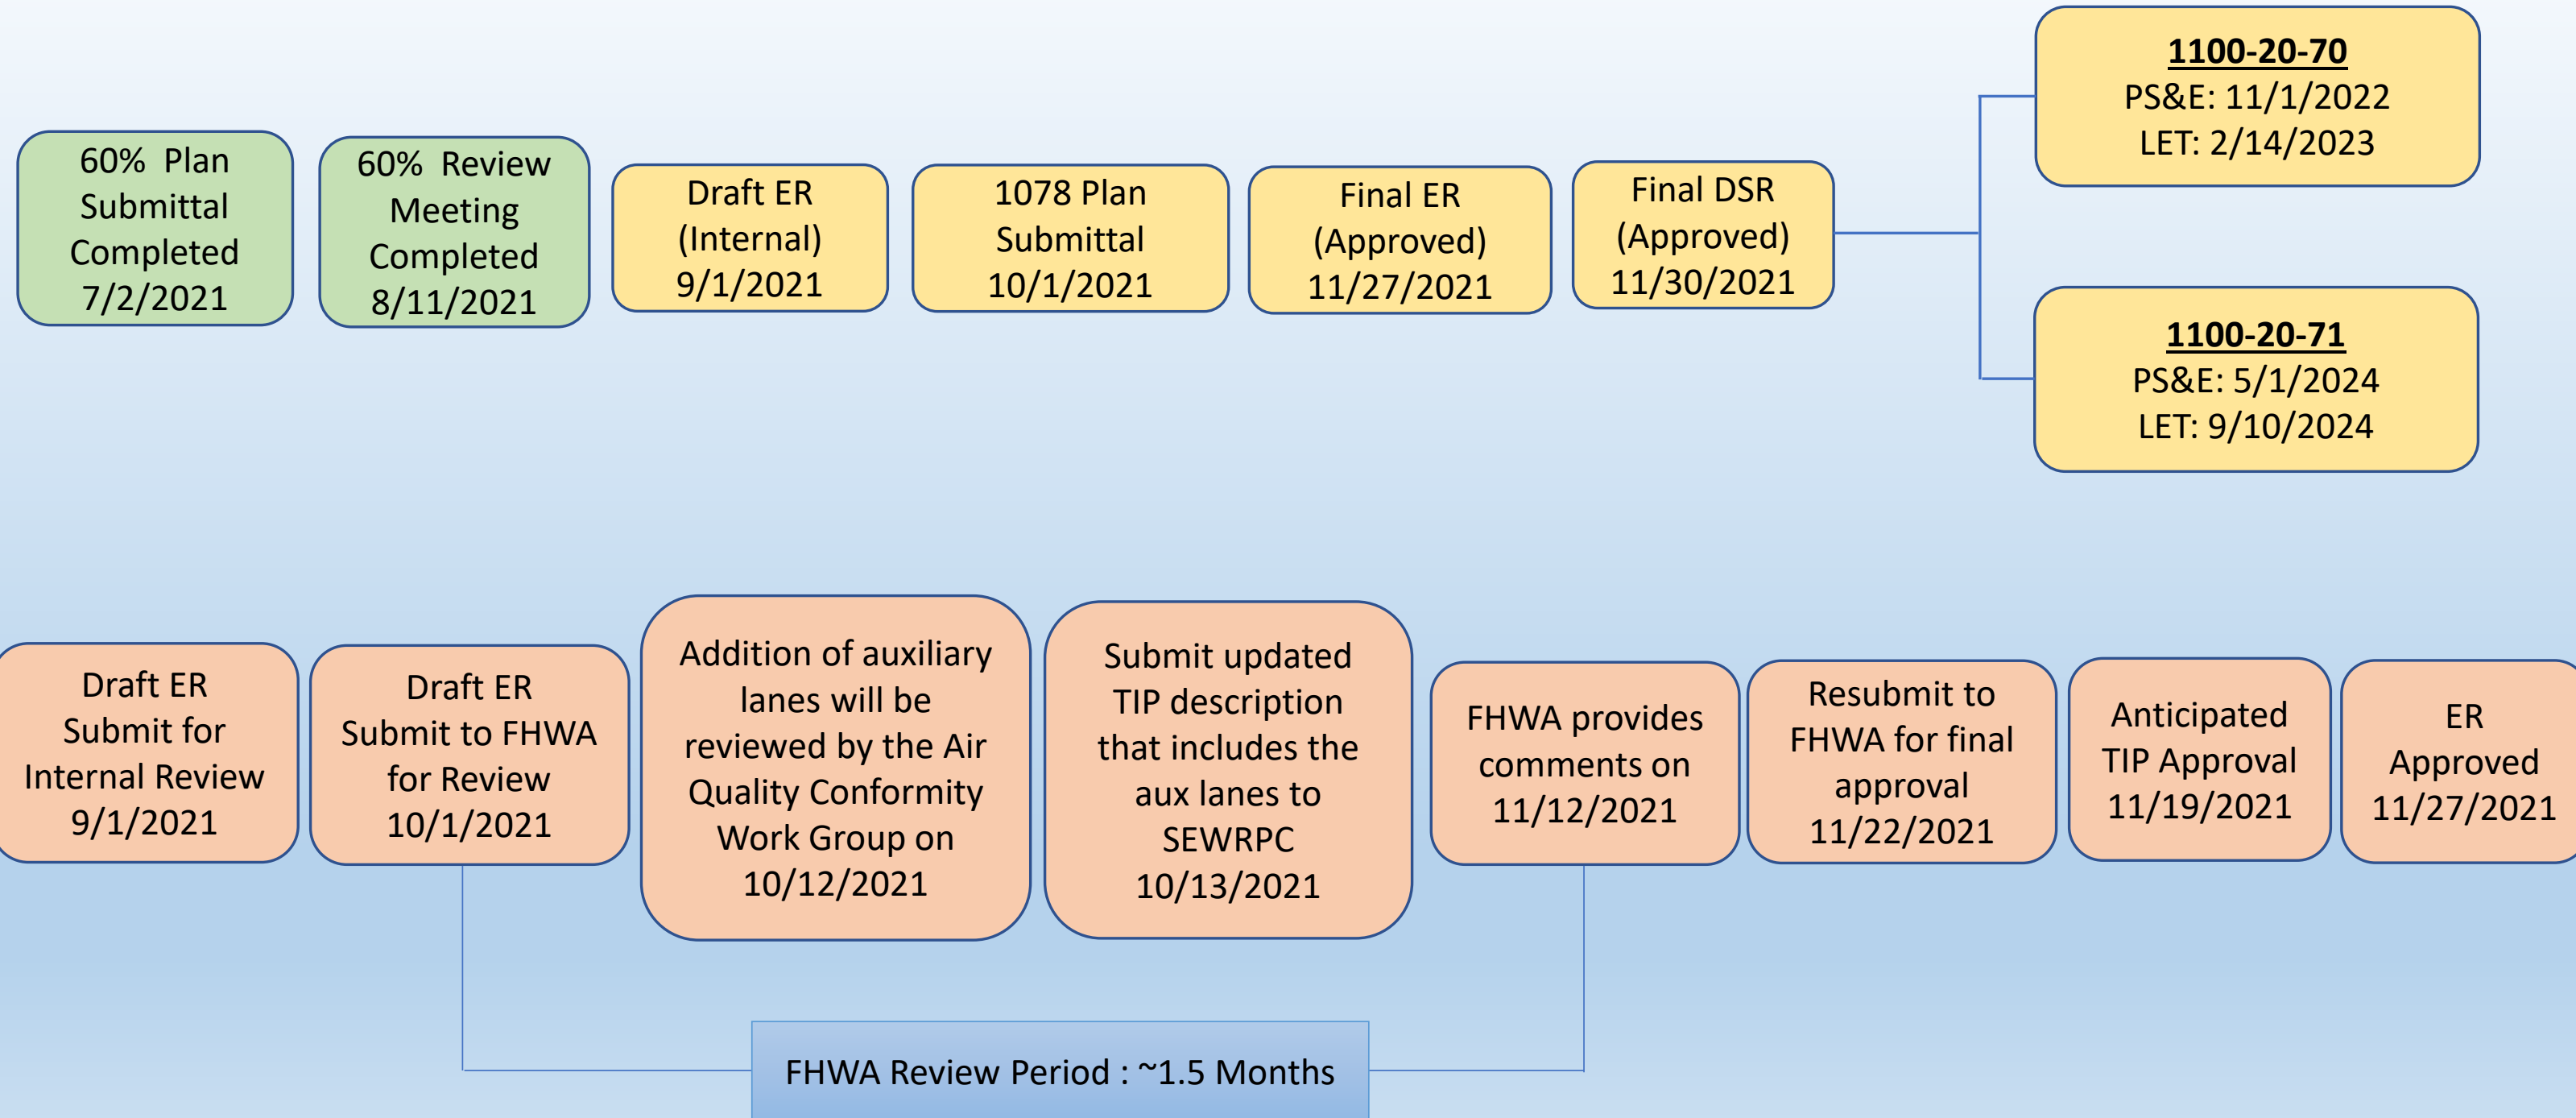 60% Plan
Submittal
Completed
7/2/2021
60% Review
Meeting
Completed
8/11/2021
Draft ER
(Internal)
9/1/2021
1078 Plan
Submittal
10/1/2021
Final ER
(Approved)
11/27/2021
Final DSR
(Approved)
11/30/2021
1100-20-70
PS&E: 11/1/2022
LET: 2/14/2023
1100-20-71
PS&E: 5/1/2024
LET: 9/10/2024
Draft ER
Submit for
Internal Review
9/1/2021
Draft ER
Submit to FHWA
for Review
10/1/2021
Addition of auxiliary
lanes will be
reviewed by the Air
Quality Conformity
Work Group on
10/12/2021
Submit updated
TIP description
that includes the
aux lanes to
SEWRPC
10/13/2021
FHWA provides
comments on
11/12/2021
Resubmit to
FHWA for final
approval
11/22/2021
Anticipated
TIP Approval
11/19/2021
ER
Approved
11/27/2021
FHWA Review Period : ~1.5 Months